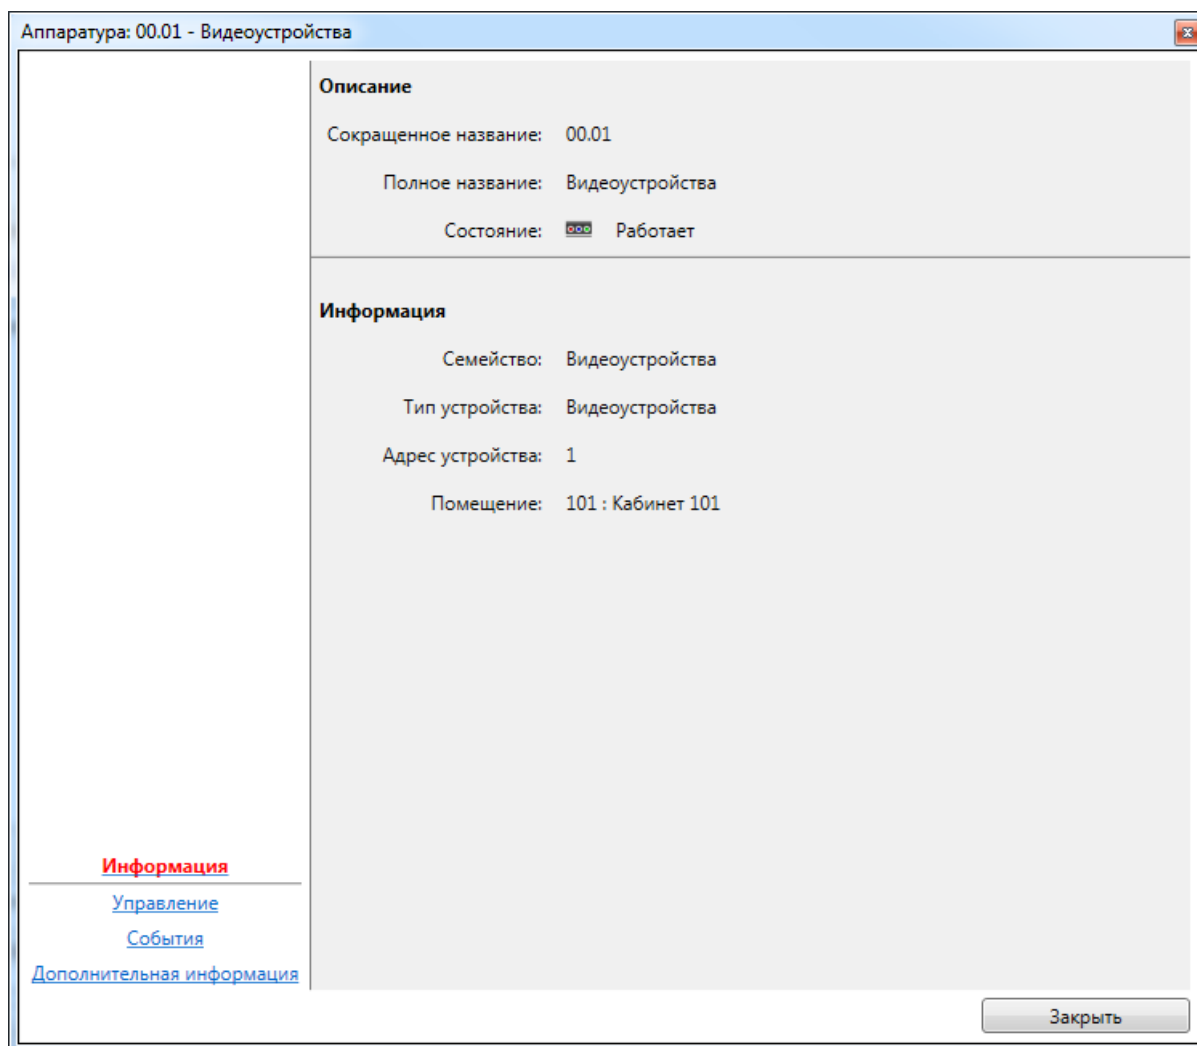 Аппаратура: 00.01 - Видеоустройства
Описание
Сокращенное название: 00.01
Полное название: Видеоустройства
Состояние: Работает
Информация
Семейство: Видеоустройства
Тип устройства: Видеоустройства
Адрес устройства: 1
Помещение: 101 : Кабинет 101
Информация
Управление
События
Дополнительная информация
Закрыть